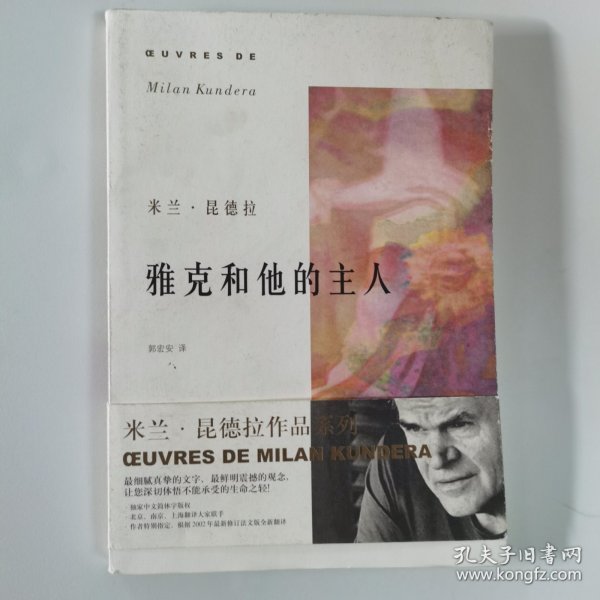 ŒUVRES DE
Milan Kundera
米兰·昆德拉
雅克和他的主人
郭宏安 译
米兰·昆德拉作品系列
ŒUVRES DE MILAN KUNDERA
最细腻真挚的文字，最鲜明震撼的观念，
让您深切体悟不能承受的生命之轻！
·独家中文简体字版权
·北京、南京、上海翻译大家联手
·作者特别指定，根据2002年最新修订法文版全新翻译
孔夫子旧书网
www.kongfz.com